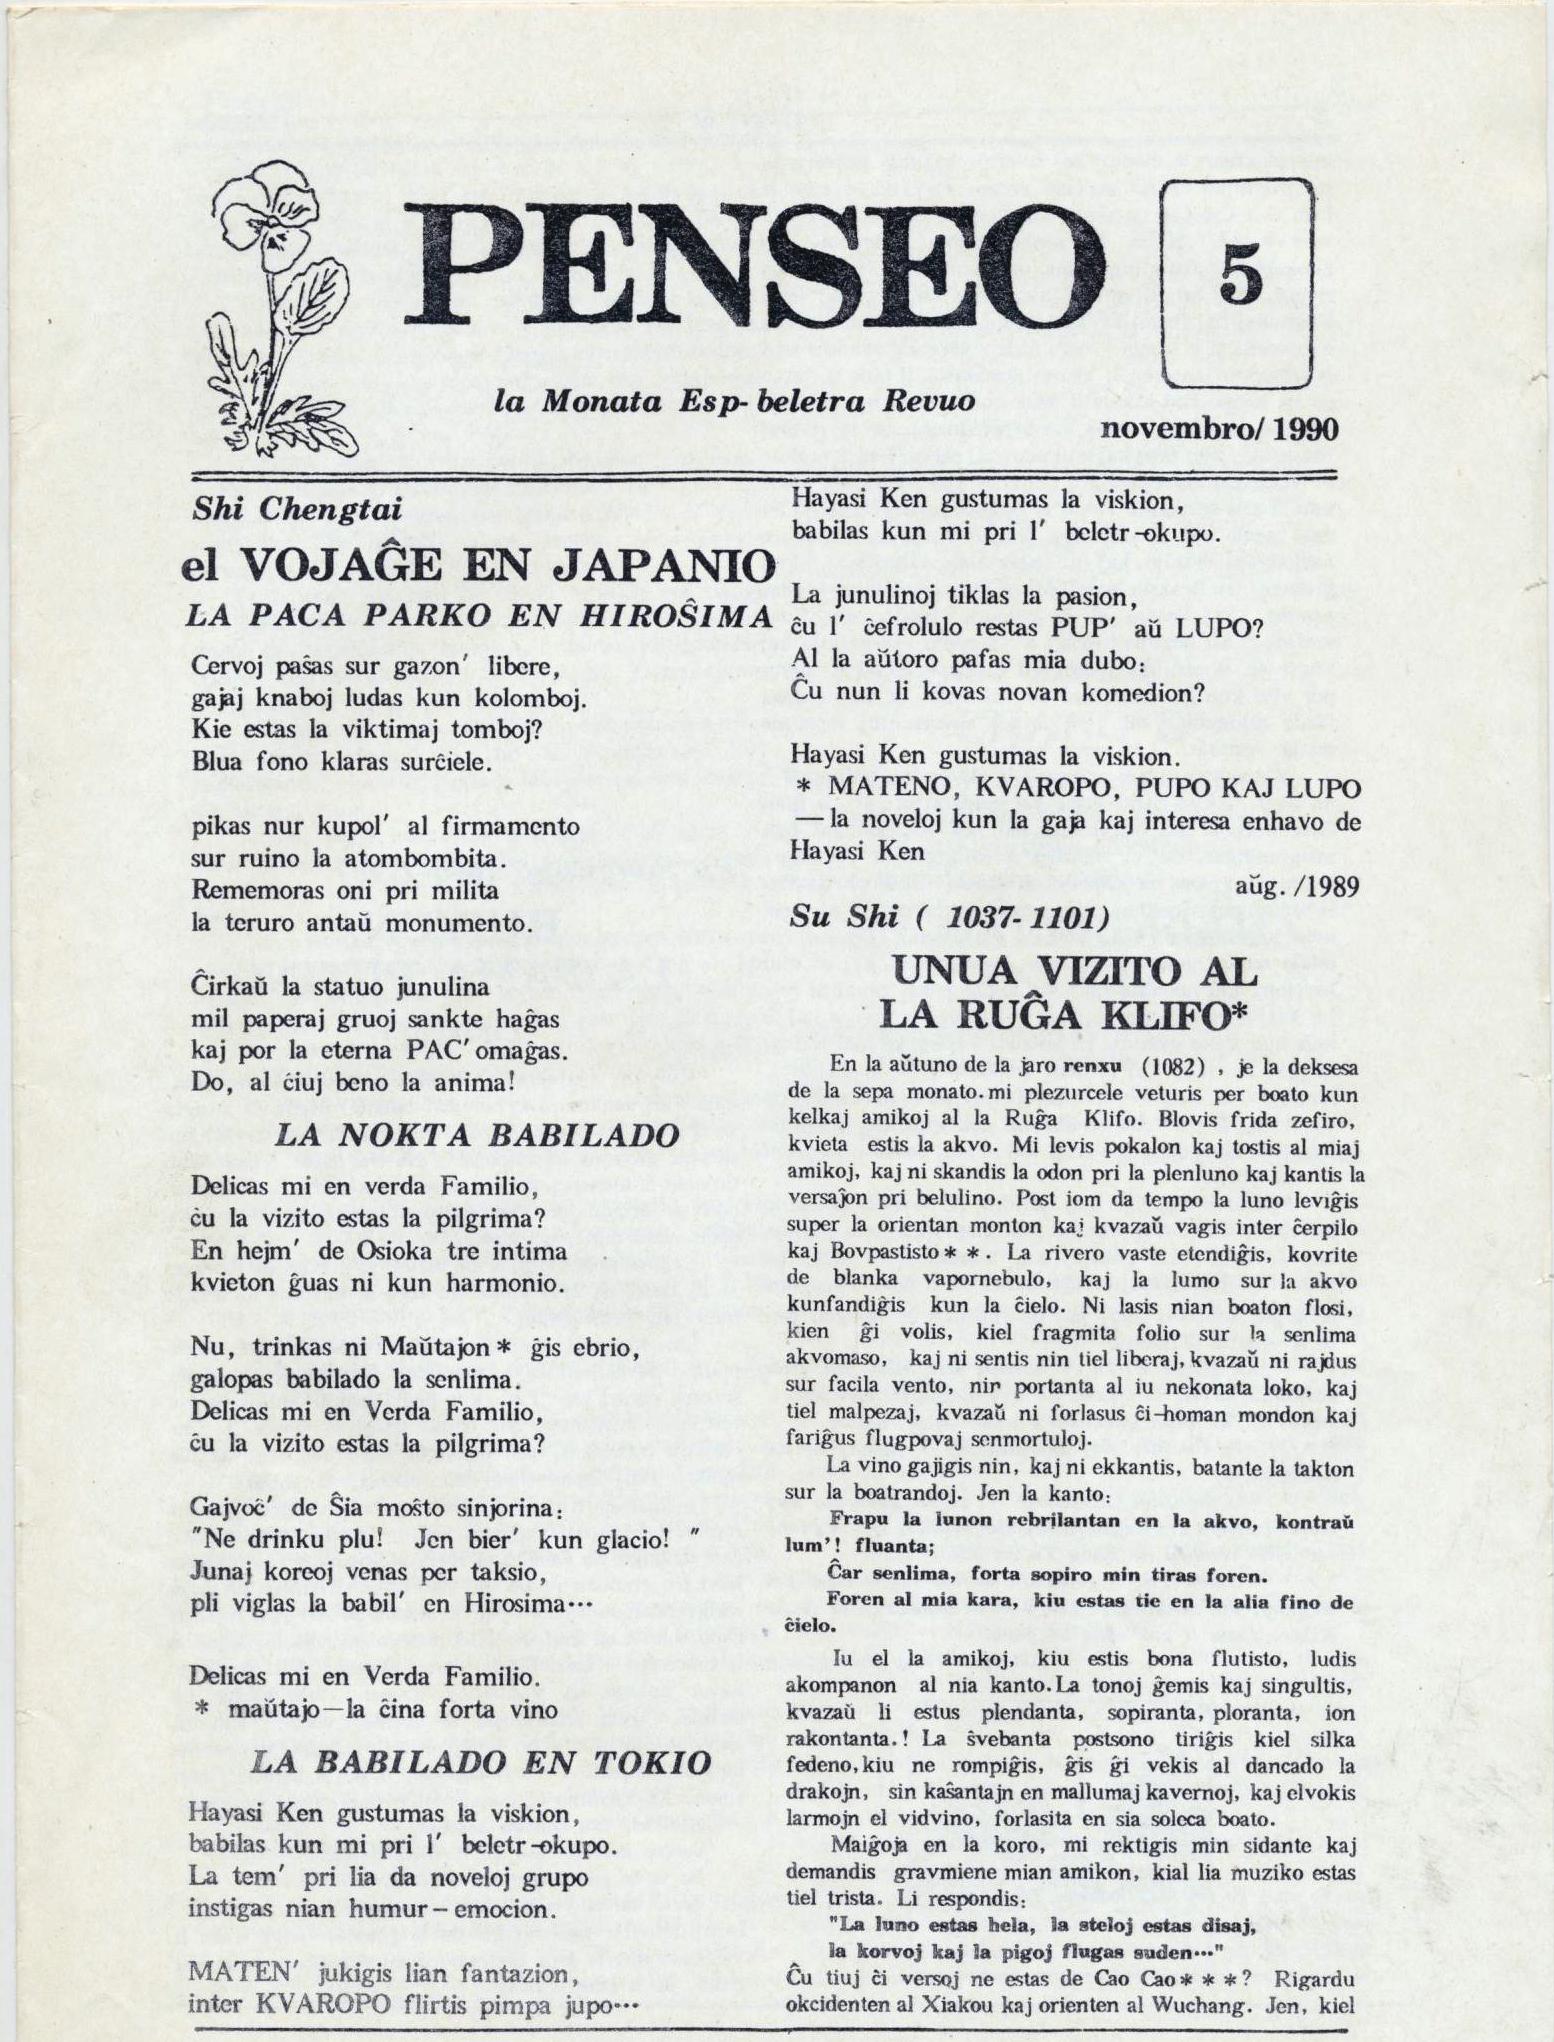 PENSEO
5
la Monata Esp-beletra Revuo
novembro/ 1990
Shi Chengtai
el VOJAĜE EN JAPANIO
LA PACA PARKO EN HIROŜIMA
Cervoj paŝas sur gazon' libere,
gajaj knaboj ludas kun kolomboj.
Kie estas la viktimaj tomboj?
Blua fono klaras surĉiele.
pikas nur kupol' al firmamento
sur ruino la atombombita.
Rememoras oni pri milita
la teruro antaŭ monumento.
Ĉirkaŭ la statuo junulina
mil paperaj gruoj sankte haĝas
kaj por la eterna PAC' omaĝas.
Do, al ĉiuj beno la anima!
LA NOKTA BABILADO
Delicas mi en verda Familio,
ĉu la vizito estas la pilgrima?
En hejm' de Osioka tre intima
kvieton ĝuas ni kun harmonio.
Nu, trinkas ni Maŭtajon* ĝis ebrio,
galopas babilado la senlima.
Delicas mi en Verda Familio,
ĉu la vizito estas la pilgrima?
Gajvoĉ' de Ŝia moŝto sinjorina:
"Ne drinku plu! Jen bier' kun glacio! "
Junaj koreoj venas per taksio,
pli viglas la babil' en Hirosima…
Delicas mi en Verda Familio.
* maŭtajo—la ĉina forta vino
LA BABILADO EN TOKIO
Hayasi Ken gustumas la viskion,
babilas kun mi pri l' beletr-okupo.
La tem' pri lia da noveloj grupo
instigas nian humur-emocion.
MATEN' jukigis lian fantazion,
inter KVAROPO flirtis pimpa jupo…
Hayasi Ken gustumas la viskion,
babilas kun mi pri l' beletr-okupo.
La junulinoj tiklas la pasion,
ĉu l' ĉefrolulo restas PUP' aŭ LUPO?
Al la aŭtoro pafas mia dubo:
Ĉu nun li kovas novan komedion?
Hayasi Ken gustumas la viskion.
* MATENO, KVAROPO, PUPO KAJ LUPO
—la noveloj kun la gaja kaj interesa enhavo de
Hayasi Ken
aŭg. /1989
Su Shi ( 1037-1101)
UNUA VIZITO AL
LA RUĜA KLIFO*
En la aŭtuno de la jaro renxu (1082) , je la deksesa
de la sepa monato. mi plezurcele veturis per boato kun
kelkaj amikoj al la Ruĝa Klifo. Blovis frida zefiro,
kvieta estis la akvo. Mi levis pokalon kaj tostis al miaj
amikoj, kaj ni skandis la odon pri la plenluno kaj kantis la
versaĵon pri belulino. Post iom da tempo la luno leviĝis
super la orientan monton kaj kvazaŭ vagis inter ĉerpilo
kaj Bovpastisto* *. La rivero vaste etendiĝis, kovrite
de blanka vapornebulo, kaj la lumo sur la akvo
kunfandiĝis kun la ĉielo. Ni lasis nian boaton flosi,
kien ĝi volis, kiel fragmita folio sur la senlima
akvomaso, kaj ni sentis nin tiel liberaj, kvazaŭ ni rajdus
sur facila vento, nin portanta al iu nekonata loko, kaj
tiel malpezaj, kvazaŭ ni forlasus ĉi-homan mondon kaj
fariĝus flugpovaj senmortuloj.
La vino gajigis nin, kaj ni ekkantis, batante la takton
sur la boatrandoj. Jen la kanto:
Frapu la lunon rebrilantan en la akvo, kontraŭ
lum'! fluanta;
Ĉar senlima, forta sopiro min tiras foren.
Foren al mia kara, kiu estas tie en la alia fino de
ĉielo.
Iu el la amikoj, kiu estis bona flutisto, ludis
akompanon al nia kanto. La tonoj ĝemis kaj singultis,
kvazaŭ li estus plendanta, sopiranta, ploranta, ion
rakontanta.! La ŝvebanta postsono tiriĝis kiel silka
fedeno, kiu ne rompiĝis, ĝis ĝi vekis al dancado la
drakojn, sin kaŝantajn en mallumaj kavernoj, kaj elvokis
larmojn el vidvino, forlasita en sia soleca boato.
Maiĝoja en la koro, mi rektigis min sidante kaj
demandis gravmiene mian amikon, kial lia muziko estas
tiel trista. Li respondis:
"La luno estas hela, la steloj estas disaj,
la korvoj kaj la pigoj flugas suden…"
Ĉu tiuj ĉi versoj ne estas de Cao Cao* * *? Rigardu
okcidenten al Xiakou kaj orienten al Wuchang. Jen, kiel